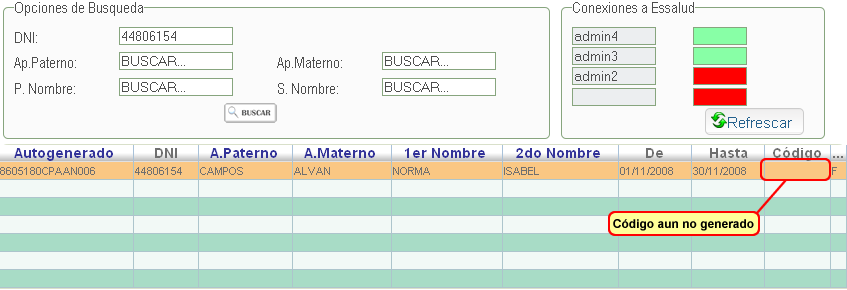 Opciones de Busqueda
DNI: 44806154
Ap.Paterno: BUSCAR... Ap.Materno: BUSCAR...
P. Nombre: BUSCAR... S. Nombre: BUSCAR...
BUSCAR
Conexiones a Essalud
admin4
admin3
admin2
Refrescar
Autogenerado DNI A.Paterno A.Materno 1er Nombre 2do Nombre De Hasta Código ...
8605180CPAAN006 44806154 CAMPOS ALVAN NORMA ISABEL 01/11/2008 30/11/2008 F
Código aun no generado